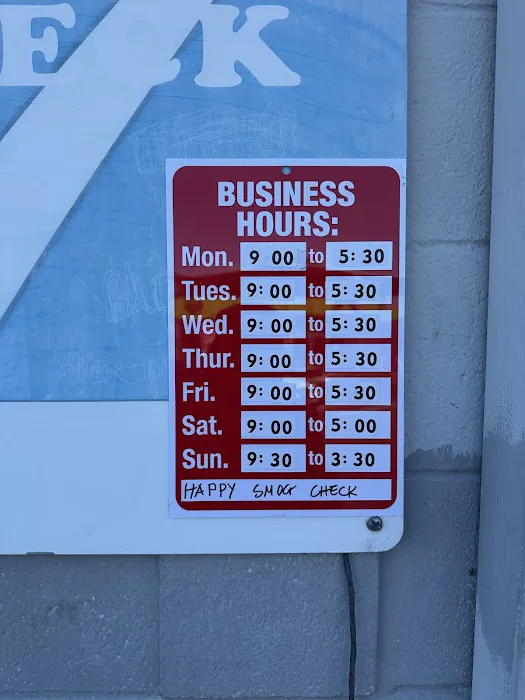 ECK
BUSINESS
HOURS:
Mon. 9 00 to 5:30
Tues. 9:00 to 5:30
Wed. 9:00 to 5:30
Thur. 9:00 to 5:30
Fri. 9:00 to 5:30
Sat. 9:00 to 5:00
Sun. 9:30 to 3:30
HAPPY SMOG CHECK